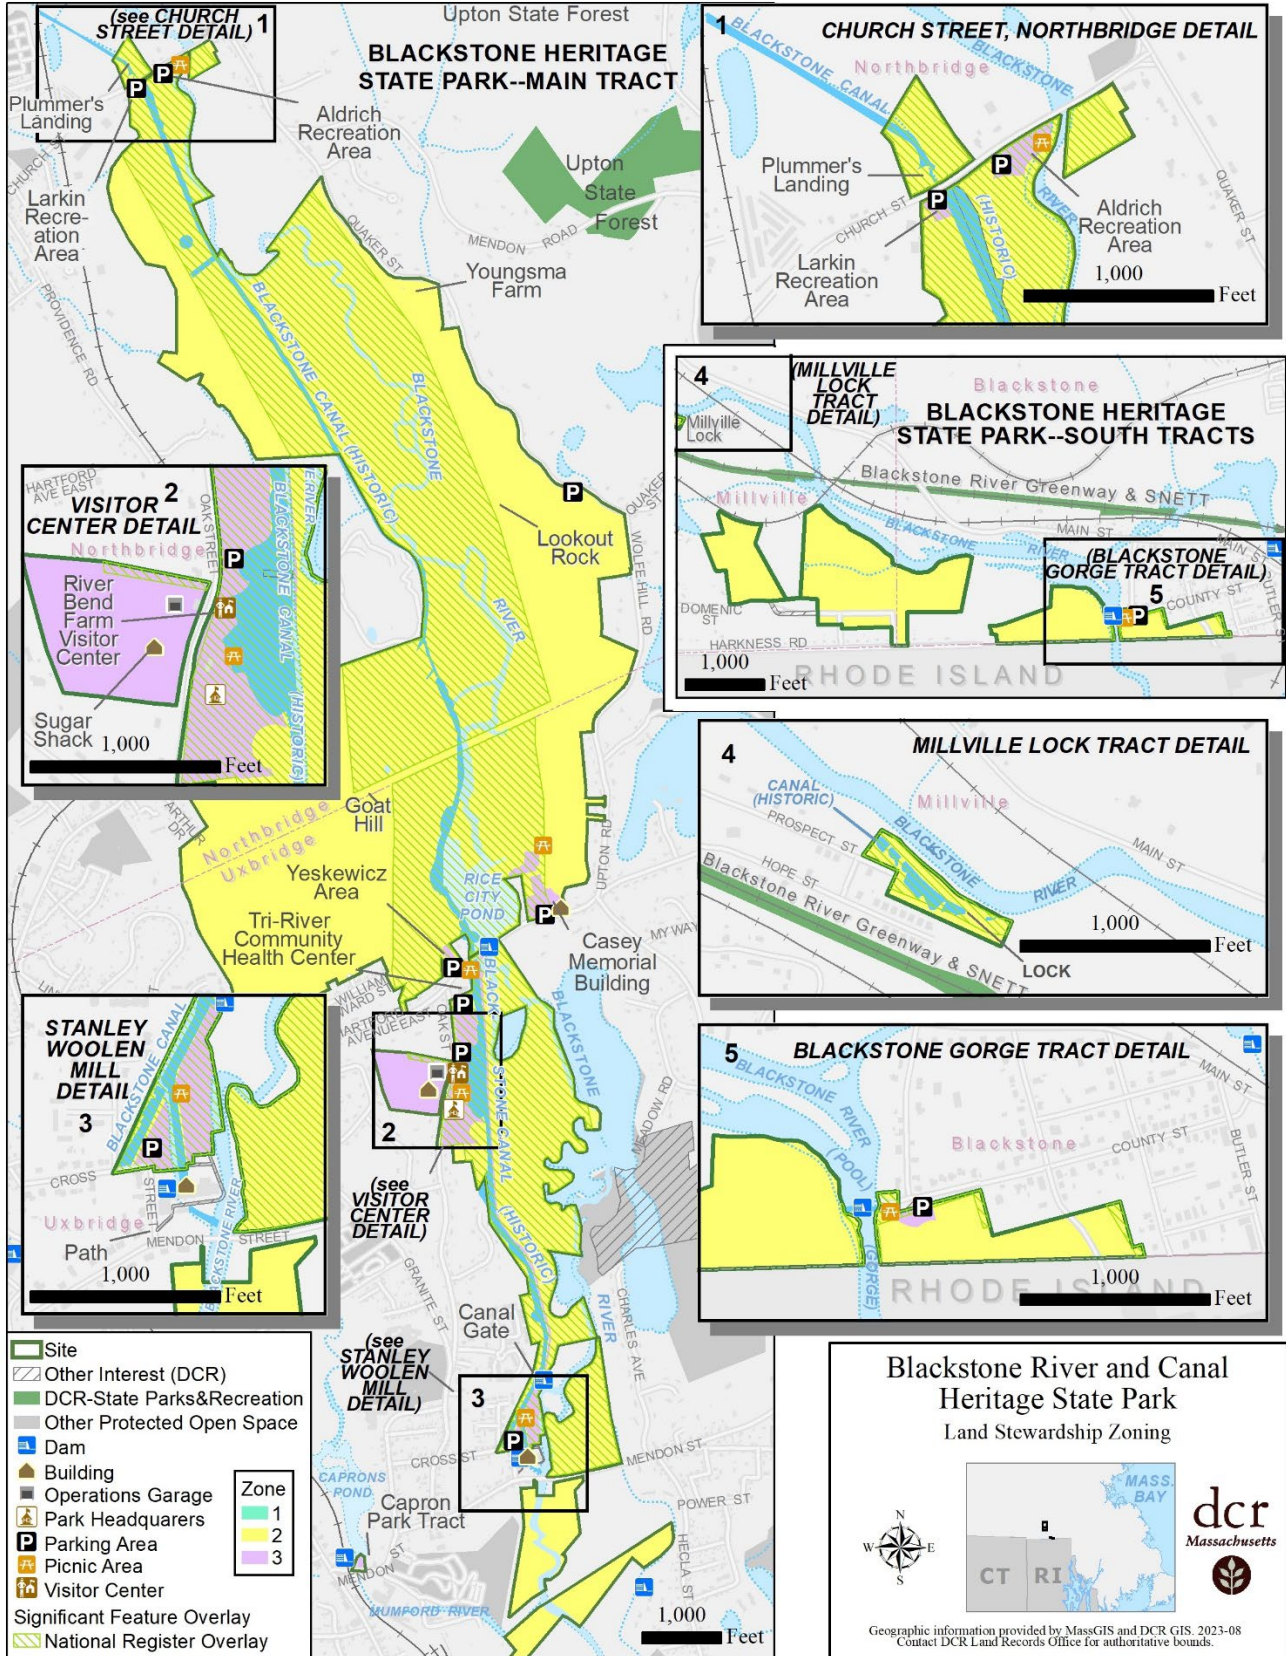 (see CHURCH
STREET DETAIL)
1
Upton State Forest
BLACKSTONE HERITAGE
STATE PARK--MAIN TRACT
Plummer's
Landing
Aldrich
Recreation
Area
CHURCH ST
Larkin
Recre-
ation
Area
Upton
State
Forest
MENDON ROAD
QUAKER ST
Youngsma
Farm
PROVIDENCE RD
BLACKSTONE CANAL (HISTORIC)
BLACKSTONE
RIVER
Lookout
Rock
QUAKER ST
WOLFE HILL RD
1
CHURCH STREET, NORTHBRIDGE DETAIL
BLACKSTONE CANAL
BLACKSTONE
Northbridge
Plummer's
Landing
CHURCH ST
(HISTORIC)
RIVER
QUAKER ST
Aldrich
Recreation
Area
Larkin
Recreation
Area
1,000
Feet
4
(MILLVILLE
LOCK
TRACT
DETAIL)
Blackstone
BLACKSTONE HERITAGE
STATE PARK--SOUTH TRACTS
Millville
Lock
Blackstone River Greenway & SNETT
Millville
BLACKSTONE
RIVER
MAIN ST
MAIN ST
(BLACKSTONE
GORGE TRACT DETAIL)
5
COUNTY ST
BUTLER
DOMENIC
ST
HARKNESS RD
1,000
Feet
RHODE ISLAND
HARTFORD
AVE EAST
OAK STREET
VISITOR
CENTER DETAIL
2
Northbridge
River
Bend
Farm
Visitor
Center
BLACKSTONE CANAL
(HISTORIC)
Sugar
Shack
1,000
Feet
ARTHUR
DR
Northbridge
Uxbridge
Goat
Hill
Yeskewicz
Area
RICE
CITY
POND
UPTON RD
Tri-River
Community
Health Center
MY WAY
Casey
Memorial
Building
WILLIAM
WARD ST
HARTFORD
AVENUE EAST
OAK ST
BLACKSTONE CANAL
(HISTORIC)
BLACKSTONE
RIVER
MEADOW RD
2
(see
VISITOR
CENTER
DETAIL)
GRANITE ST
CHARLES AVE
Canal
Gate
(see
STANLEY
WOOLEN
MILL
DETAIL)
3
CROSS ST
MENDON ST
CAPRONS
POND
Capron
Park Tract
MENDON ST
MUMFORD RIVER
POWER ST
HECLA ST
1,000
Feet
STANLEY
WOOLEN
MILL
DETAIL
3
BLACKSTONE CANAL
CROSS
STREET
Uxbridge
Path
MENDON STREET
BLACKSTONE RIVER
1,000
Feet
4
MILLVILLE LOCK TRACT DETAIL
CANAL
(HISTORIC)
Millville
PROSPECT ST
HOPE ST
BLACKSTONE
RIVER
MAIN ST
Blackstone River Greenway & SNETT
1,000
Feet
LOCK
5
BLACKSTONE GORGE TRACT DETAIL
BLACKSTONE RIVER
(POOL)
(GORGE)
Blackstone
MAIN ST
COUNTY ST
BUTLER ST
RHODE ISLAND
1,000
Feet
Site
Other Interest (DCR)
DCR-State Parks&Recreation
Other Protected Open Space
Dam
Building
Operations Garage
Park Headquarers
Parking Area
Picnic Area
Visitor Center
Significant Feature Overlay
National Register Overlay
Zone
1
2
3
Blackstone River and Canal
Heritage State Park
Land Stewardship Zoning
N
W
E
S
MASS.
BAY
CT
RI
dcr
Massachusetts
Geographic information provided by MassGIS and DCR GIS. 2023-08
Contact DCR Land Records Office for authoritative bounds.